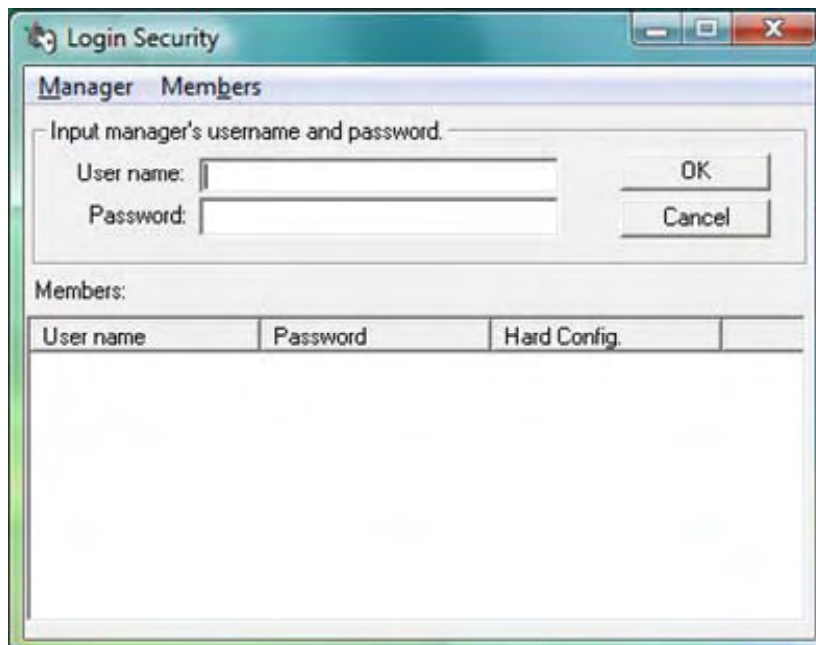 Login Security
Manager Members
Input manager's username and password.
User name: OK
Password: Cancel
Members:
User name Password Hard Config.